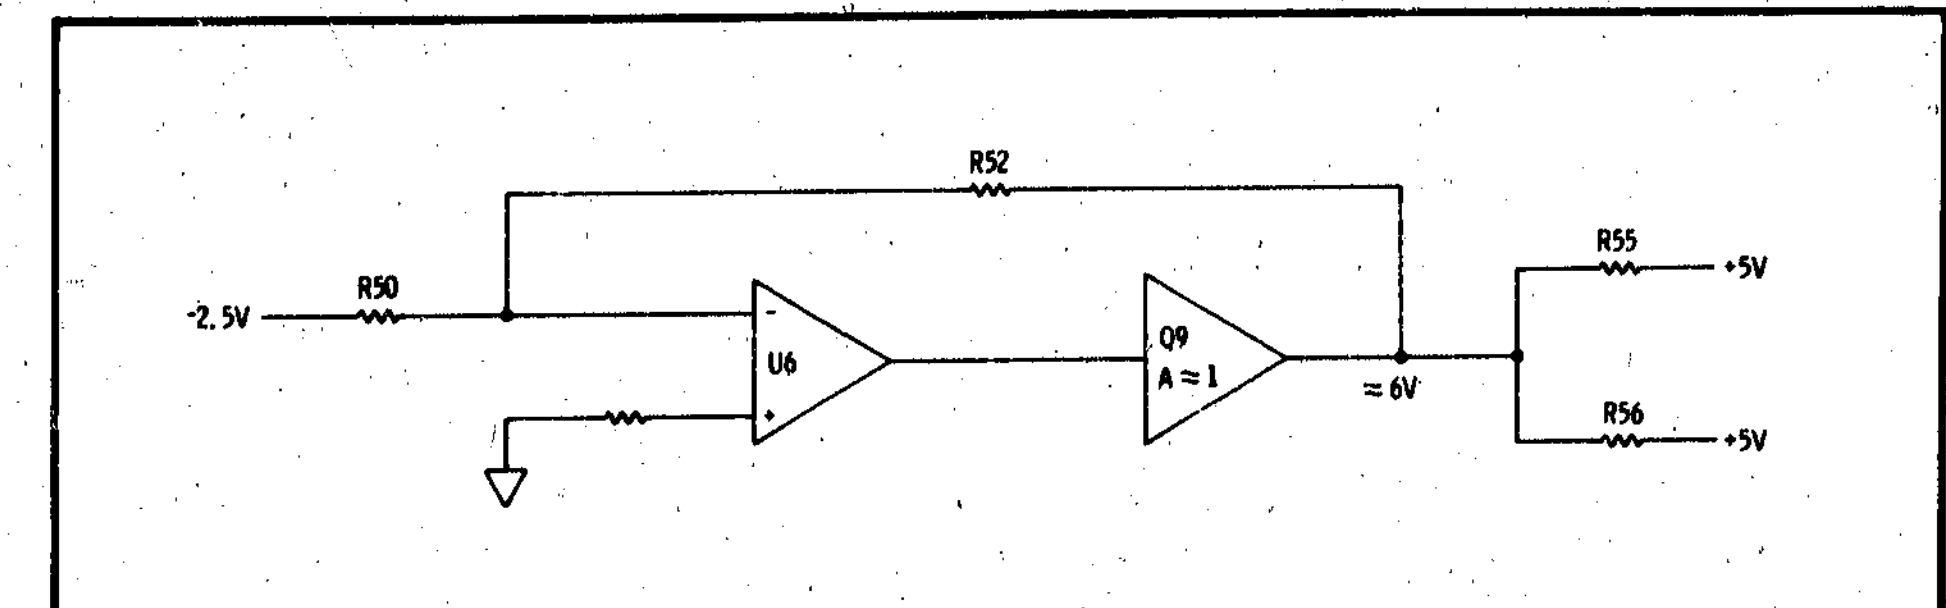 R52
R55
+5V
R50
-2.5V
-
U6
+
Q9
A ≈ 1
≈ 6V
R56
+5V